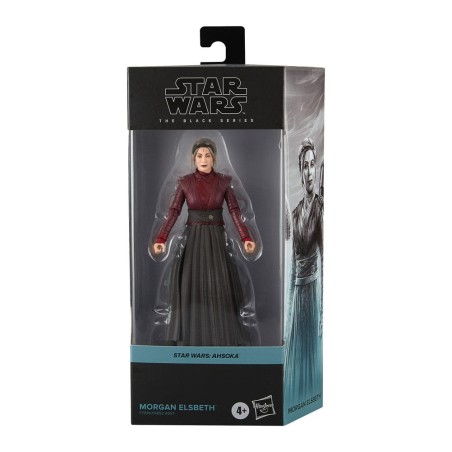 STAR
WARS
THE BLACK SERIES
STAR WARS: AHSOKA
MORGAN ELSBETH
4+
Hasbro
MORGAN ELSBETH